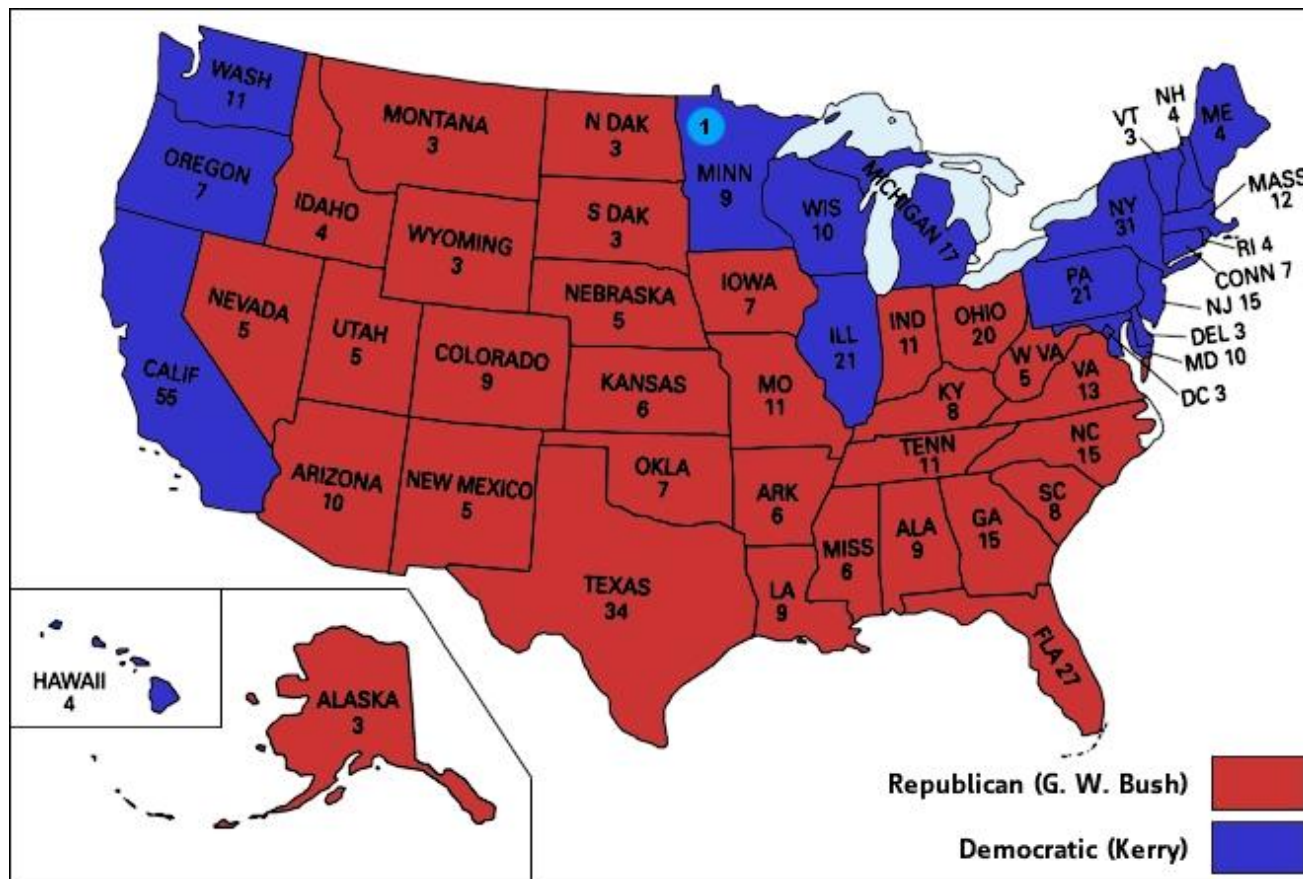 WASH
11
OREGON
7
CALIF
55
IDAHO
4
NEVADA
5
MONTANA
3
WYOMING
3
UTAH
5
COLORADO
9
ARIZONA
10
NEW MEXICO
5
N DAK
3
S DAK
3
NEBRASKA
5
KANSAS
6
OKLA
7
TEXAS
34
1
MINN
9
IOWA
7
MO
11
ARK
6
LA
9
WIS
10
ILL
21
MICHIGAN 17
IND
11
OHIO
20
KY
8
TENN
11
MISS
6
ALA
9
GA
15
FLA 27
SC
8
NC
15
VA
13
W VA
5
PA
21
NY
31
VT
3
NH
4
ME
4
MASS
12
RI 4
CONN 7
NJ 15
DEL 3
MD 10
DC 3
HAWAII
4
ALASKA
3
Republican (G. W. Bush)
Democratic (Kerry)